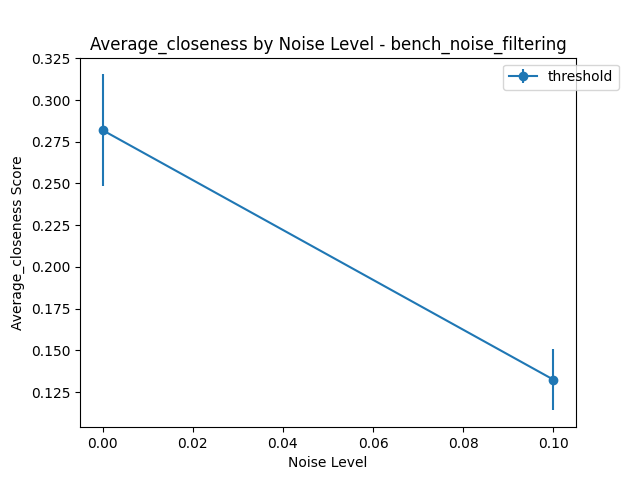 Average_closeness by Noise Level - bench_noise_filtering
threshold
Average_closeness Score
0.325
0.300
0.275
0.250
0.225
0.200
0.175
0.150
0.125
0.00 0.02 0.04 0.06 0.08 0.10
Noise Level